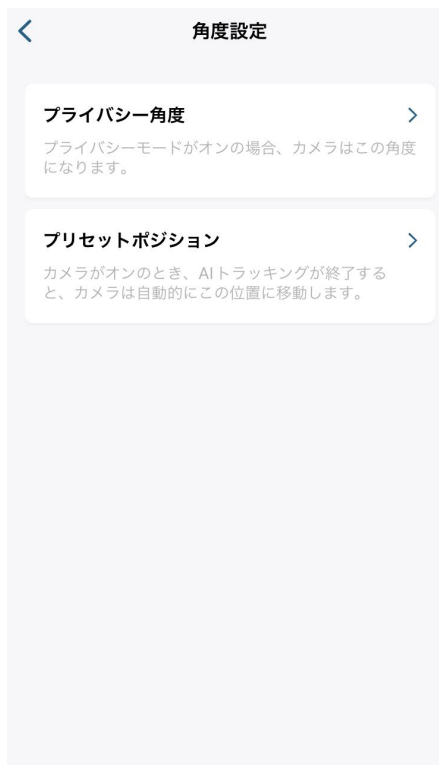 角度設定
プライバシー角度
プライバシーモードがオンの場合、カメラはこの角度
になります。
プリセットポジション
カメラがオンのとき、AIトラッキングが終了する
と、カメラは自動的にこの位置に移動します。